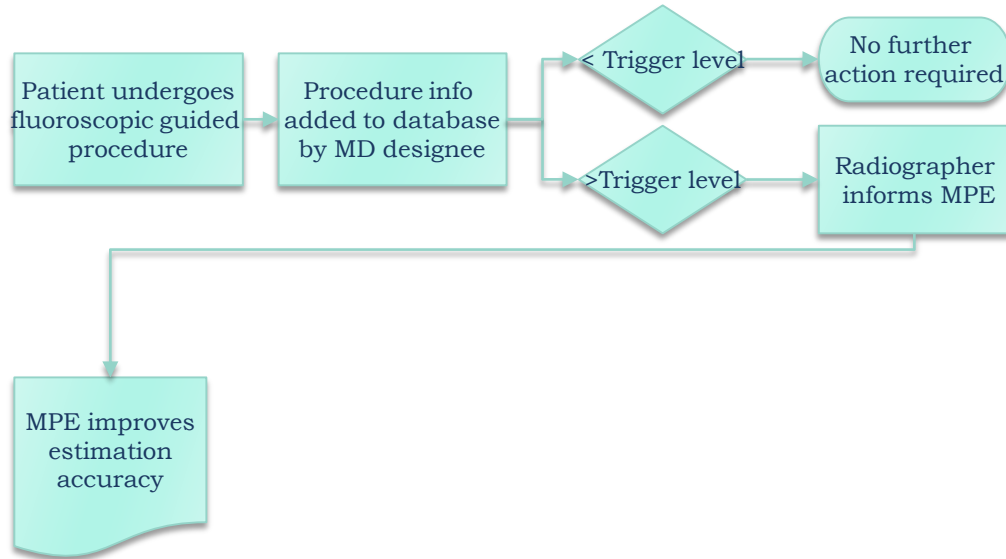 Patient undergoes
fluoroscopic guided
procedure
Procedure info
added to database
by MD designee
< Trigger level
No further
action required
>Trigger level
Radiographer
informs MPE
MPE improves
estimation
accuracy